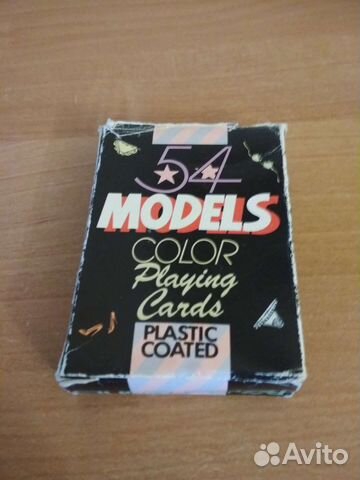 54
MODELS
COLOR
Playing
Cards
PLASTIC
COATED
Avito